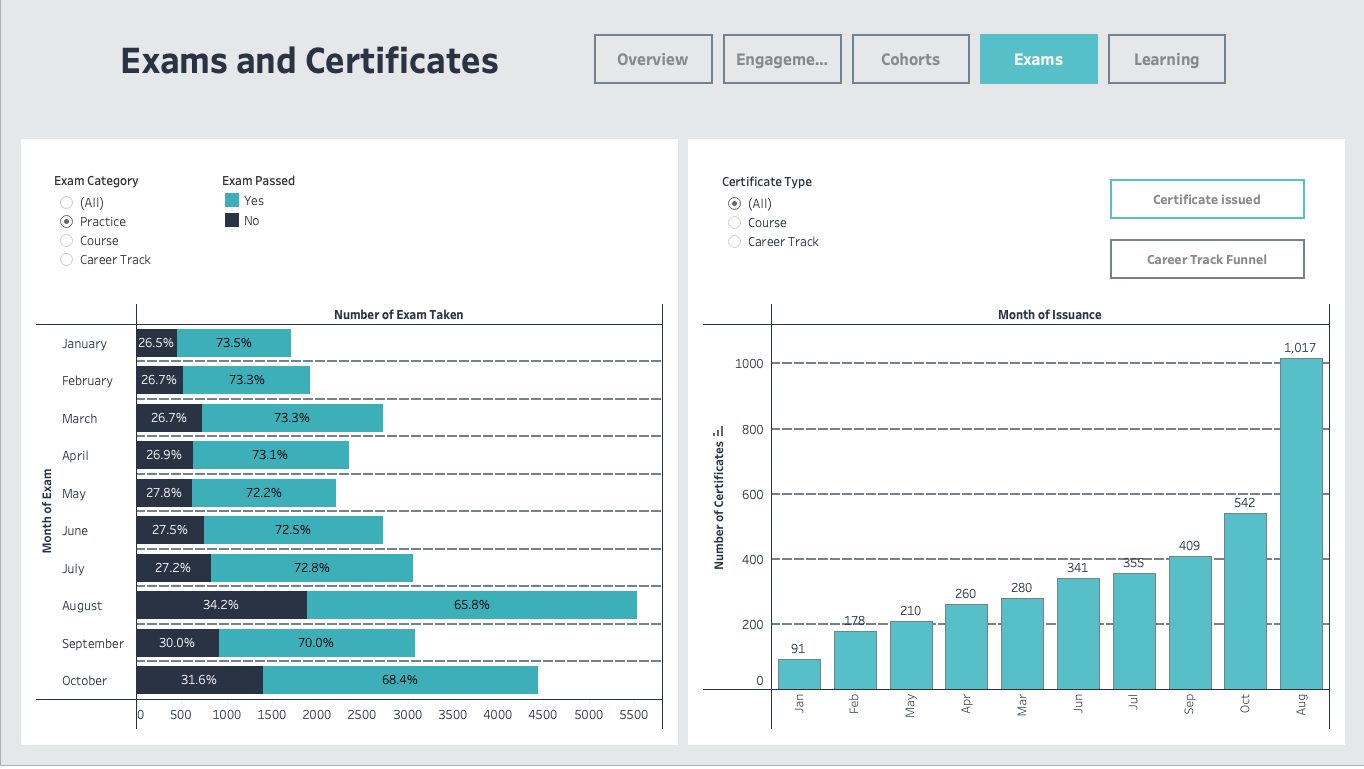 Exams and Certificates
Overview
Engageme...
Cohorts
Exams
Learning
Exam Category
(All)
Practice
Course
Career Track
Exam Passed
Yes
No
Number of Exam Taken
Month of Exam
January 26.5% 73.5%
February 26.7% 73.3%
March 26.7% 73.3%
April 26.9% 73.1%
May 27.8% 72.2%
June 27.5% 72.5%
July 27.2% 72.8%
August 34.2% 65.8%
September 30.0% 70.0%
October 31.6% 68.4%
0 500 1000 1500 2000 2500 3000 3500 4000 4500 5000 5500
Certificate Type
(All)
Course
Career Track
Certificate issued
Career Track Funnel
Month of Issuance
Number of Certificates
1000
800
600
400
200
0
91 178 210 260 280 341 355 409 542 1,017
Jan Feb May Apr Mar Jun Jul Sep Oct Aug